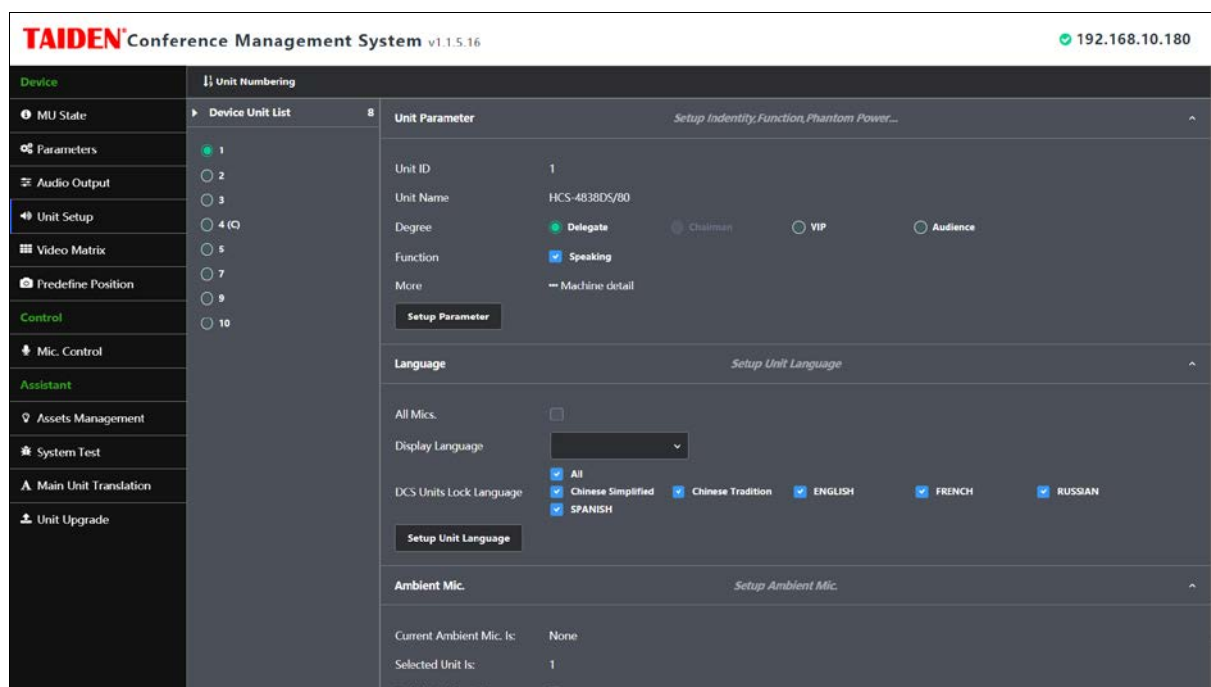 TAIDEN® Conference Management System v1.1.5.16
192.168.10.180
Device
MU State
Parameters
Audio Output
Unit Setup
Video Matrix
Predefine Position
Control
Mic. Control
Assistant
Assets Management
System Test
Main Unit Translation
Unit Upgrade
Unit Numbering
Device Unit List 8
1
2
3
4 (C)
5
7
9
10
Unit Parameter Setup Indentity,Function,Phantom Power...
Unit ID 1
Unit Name HCS-4838DS/80
Degree Delegate Chairman VIP Audience
Function Speaking
More ··· Machine detail
Setup Parameter
Language Setup Unit Language
All Mics.
Display Language
DCS Units Lock Language All
Chinese Simplified Chinese Tradition ENGLISH FRENCH RUSSIAN
SPANISH
Setup Unit Language
Ambient Mic. Setup Ambient Mic.
Current Ambient Mic. Is: None
Selected Unit Is: 1